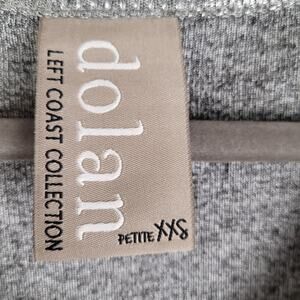 dolan
LEFT COAST COLLECTION
PETITE XXS